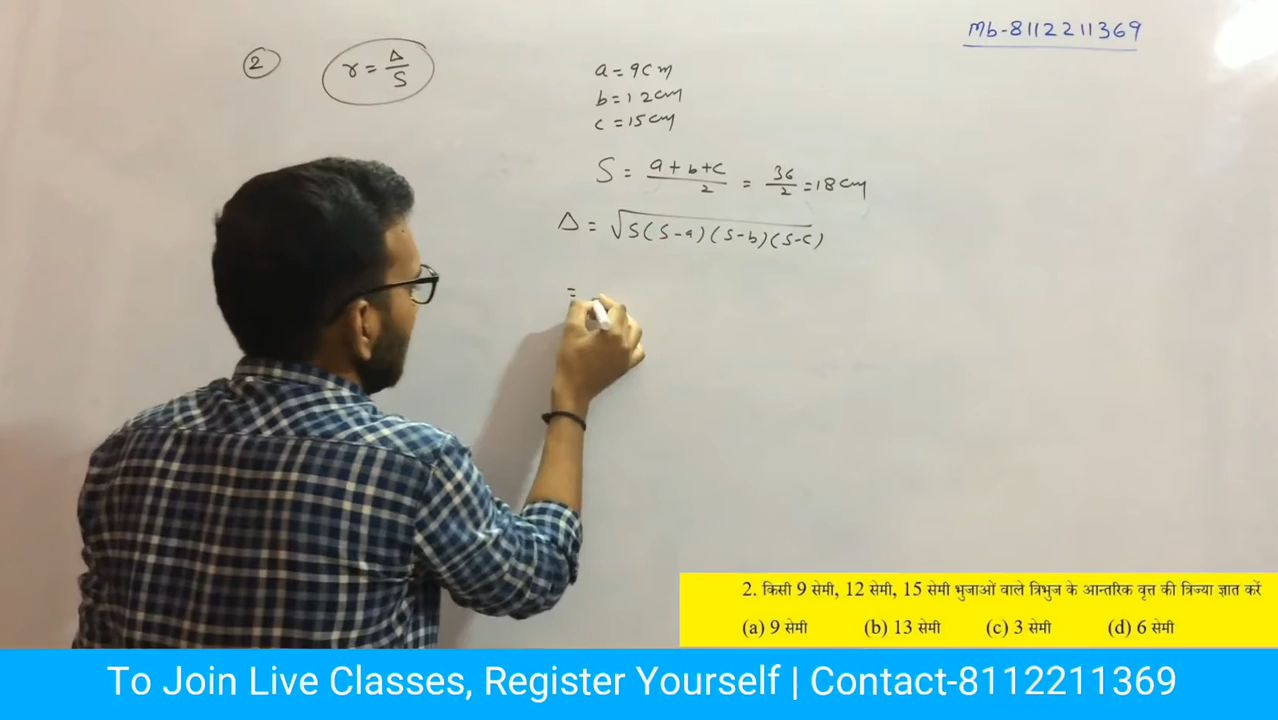 Mb-8112211369
2
r = Δ/S
a = 9cm
b = 12cm
c = 15cm
S = a+b+c/2 = 36/2 = 18cm
Δ = √S(S-a)(S-b)(S-c)
=
2. किसी 9 सेमी, 12 सेमी, 15 सेमी भुजाओं वाले त्रिभुज के आन्तरिक वृत्त की त्रिज्या ज्ञात करें
(a) 9 सेमी (b) 13 सेमी (c) 3 सेमी (d) 6 सेमी
To Join Live Classes, Register Yourself | Contact-8112211369